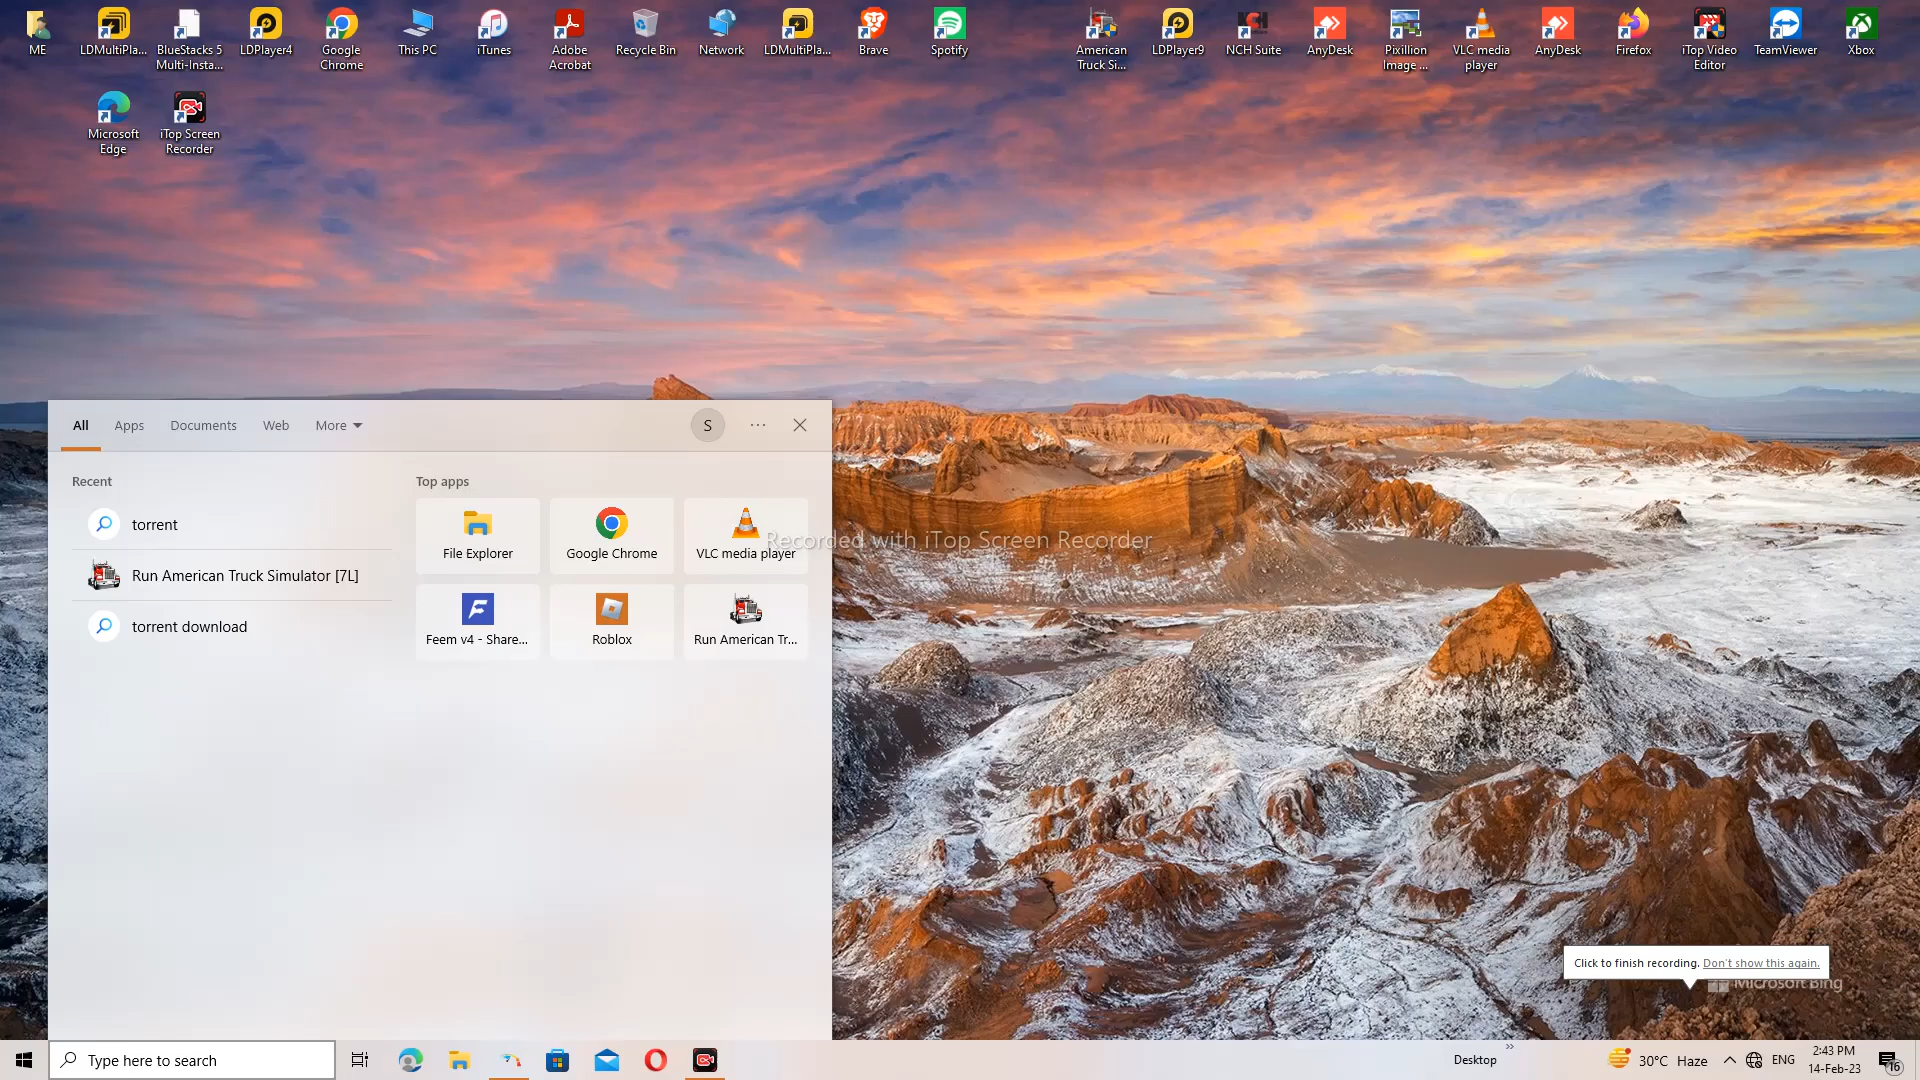 ME
LDMultiPla...
BlueStacks 5
Multi-Insta...
LDPlayer4
Google
Chrome
This PC
iTunes
Adobe
Acrobat
Recycle Bin
Network
LDMultiPla...
Brave
Spotify
American
Truck Si...
LDPlayer9
NCH Suite
AnyDesk
Pixillion
Image ...
VLC media
player
AnyDesk
Firefox
iTop Video
Editor
TeamViewer
Xbox
Microsoft
Edge
iTop Screen
Recorder
All
Apps
Documents
Web
More
S
Recent
torrent
Run American Truck Simulator [7L]
torrent download
Top apps
File Explorer
Google Chrome
VLC media player
Feem v4 - Share...
Roblox
Run American Tr...
Recorded with iTop Screen Recorder
Click to finish recording. Don't show this again.
Microsoft Bing
Type here to search
Desktop
30°C Haze
ENG
2:43 PM
14-Feb-23
16